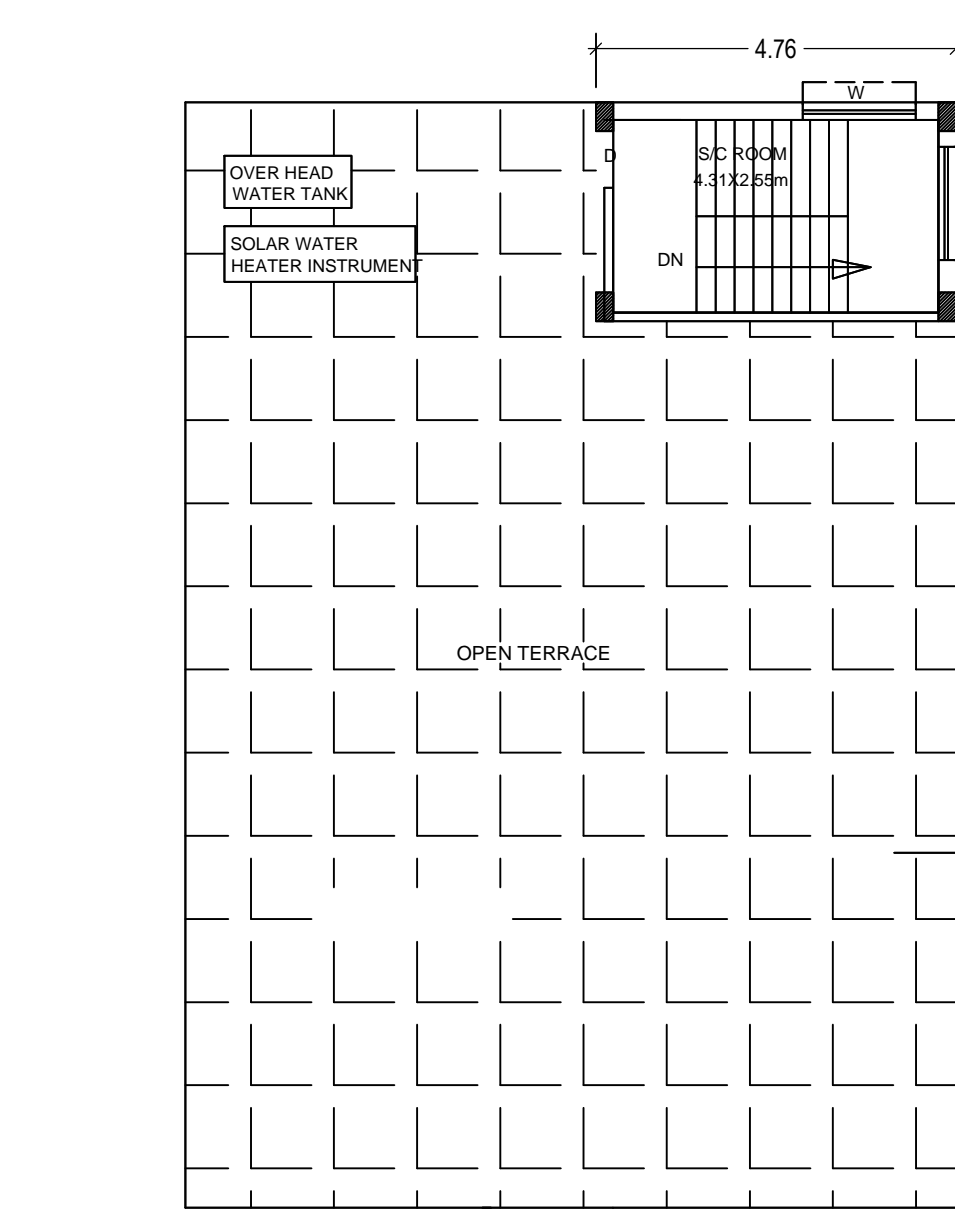 4.76
W
OVER HEAD
WATER TANK
D
S/C ROOM
4.31X2.55m
SOLAR WATER
HEATER INSTRUMENT
DN
OPEN TERRACE